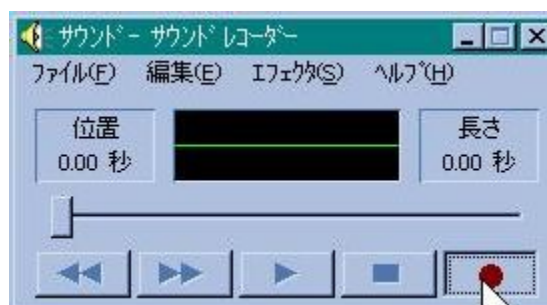 サウンド - サウンド レコーダー
ファイル(F) 編集(E) エフェクタ(S) ヘルプ(H)
位置
0.00 秒
長さ
0.00 秒